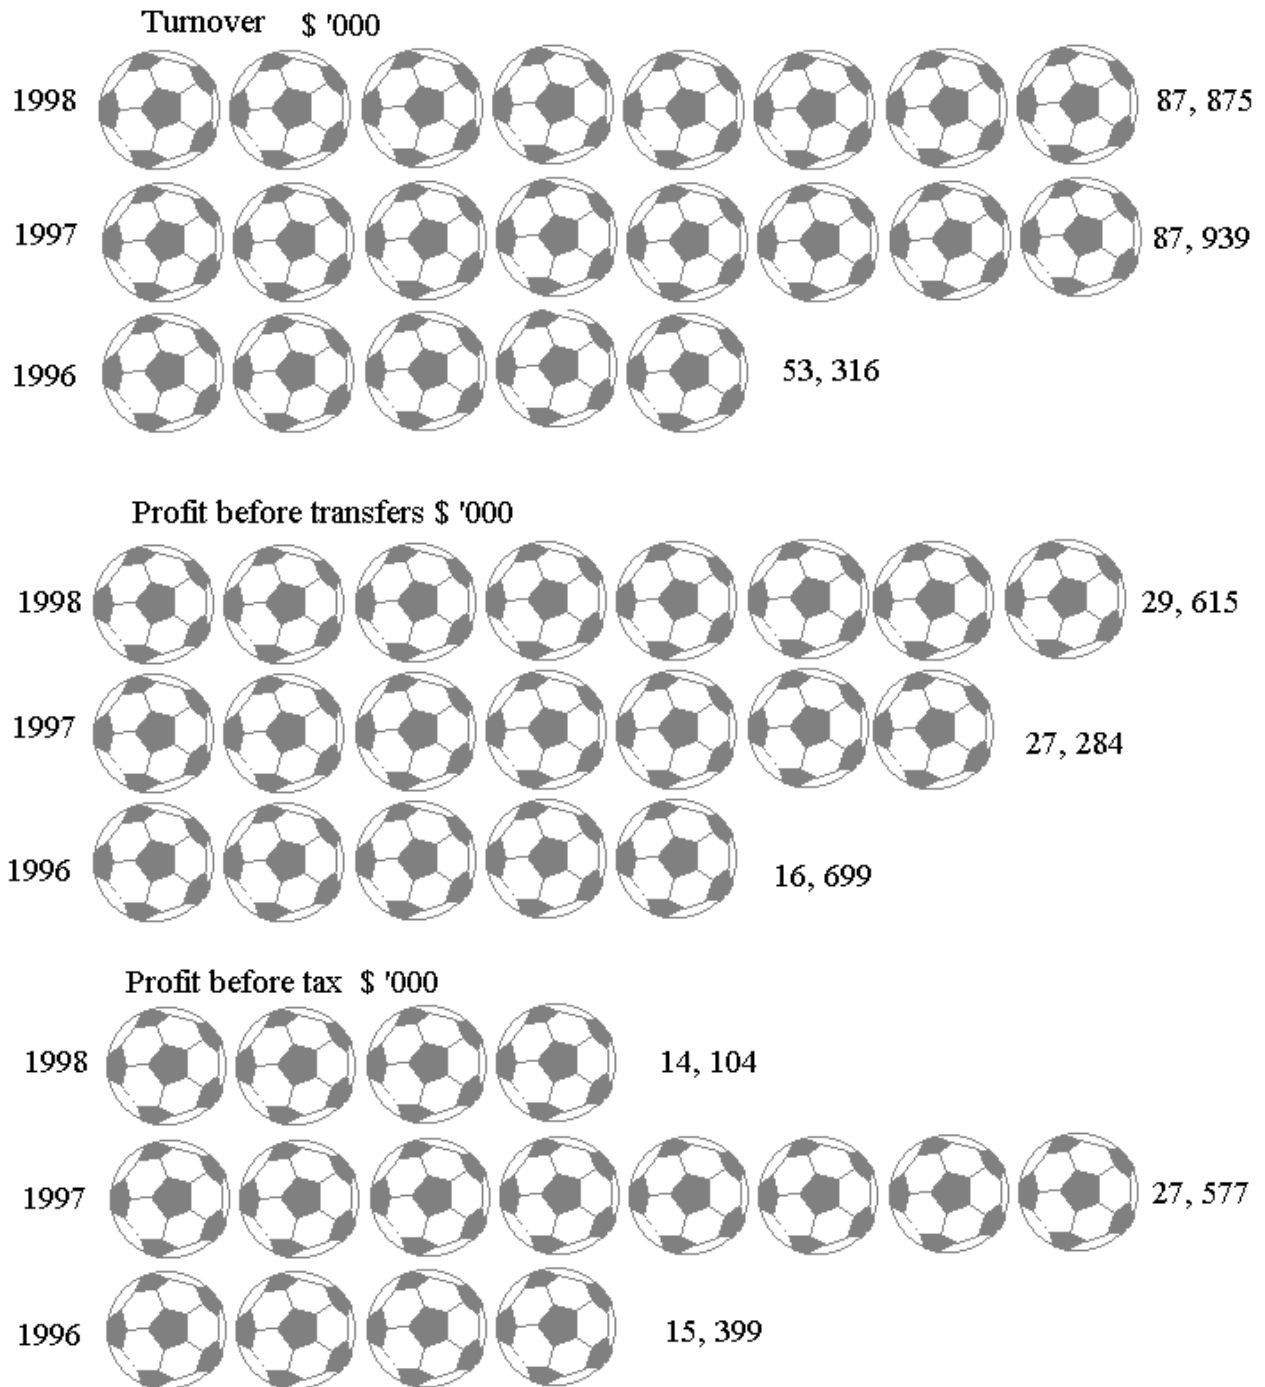 Turnover $ '000
1998 87, 875
1997 87, 939
1996 53, 316
Profit before transfers $ '000
1998 29, 615
1997 27, 284
1996 16, 699
Profit before tax $ '000
1998 14, 104
1997 27, 577
1996 15, 399